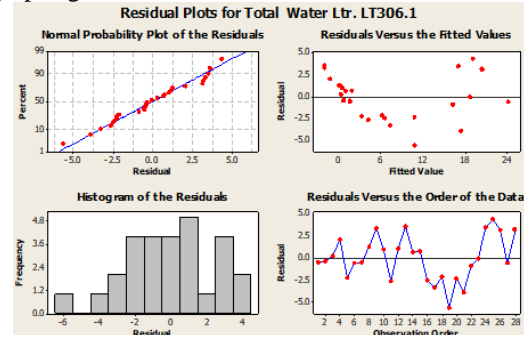 Residual Plots for Total Water Ltr. LT306.1
Normal Probability Plot of the Residuals
99
90
50
10
1
Percent
-5.0
-2.5
0.0
2.5
5.0
Residual
Residuals Versus the Fitted Values
5.0
2.5
0.0
-2.5
-5.0
Residual
0
6
12
18
24
Fitted Value
Histogram of the Residuals
4.8
3.6
2.4
1.2
0.0
Frequency
-6
-4
-2
0
2
4
Residual
Residuals Versus the Order of the Data
5.0
2.5
0.0
-2.5
-5.0
Residual
2 4 6 8 10 12 14 16 18 20 22 24 26 28
Observation Order